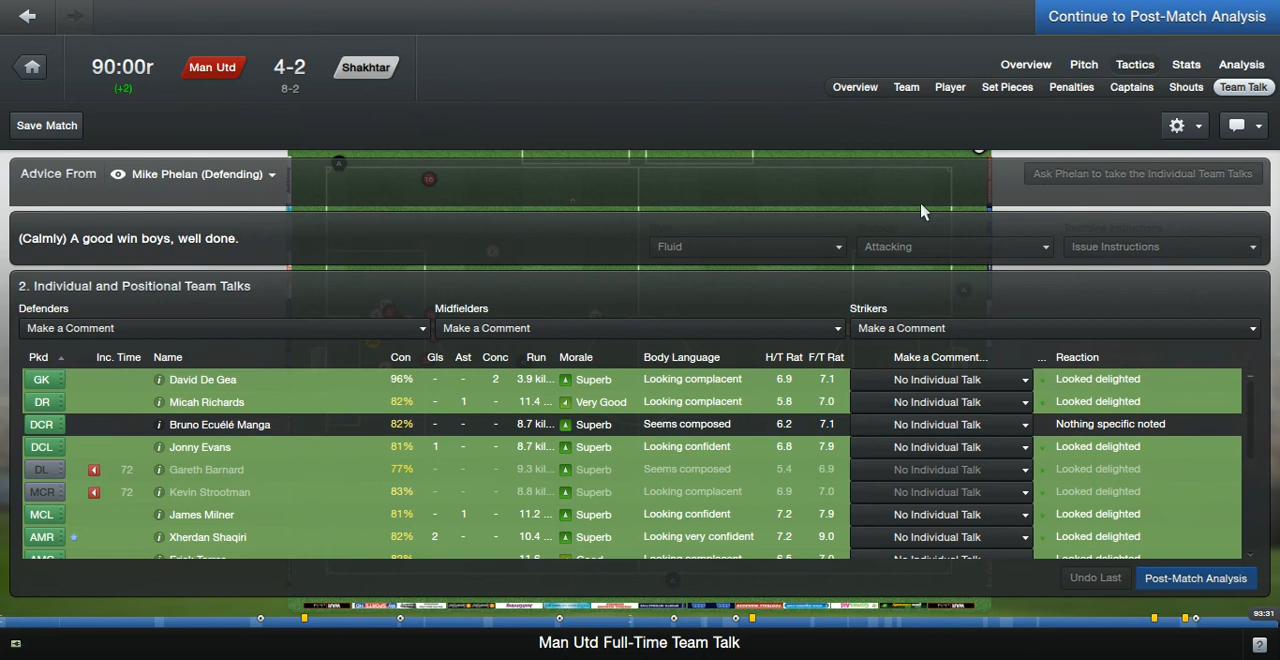 Continue to Post-Match Analysis
90:00r Man Utd 4-2 Shakhtar
(+2) 8-2
Overview Pitch Tactics Stats Analysis
Overview Team Player Set Pieces Penalties Captains Shouts Team Talk
Save Match
Advice From Mike Phelan (Defending) Ask Phelan to take the Individual Team Talks
(Calmly) A good win boys, well done. Fluid Attacking Issue Instructions
2. Individual and Positional Team Talks
Defenders Midfielders Strikers
Make a Comment Make a Comment Make a Comment
Pkd Inc. Time Name Con Gls Ast Conc Run Morale Body Language H/T Rat F/T Rat Make a Comment... ... Reaction
GK i David De Gea 96% - - 2 3.9 kil... Superb Looking complacent 6.9 7.1 No Individual Talk Looked delighted
DR i Micah Richards 82% - 1 - 11.4 ... Very Good Looking complacent 5.8 7.0 No Individual Talk Looked delighted
DCR i Bruno Ecuélé Manga 82% - - - 8.7 kil... Superb Seems composed 6.2 7.1 No Individual Talk Nothing specific noted
DCL i Jonny Evans 81% 1 - - 8.7 kil... Superb Looking confident 6.8 7.9 No Individual Talk Looked delighted
DL 72 i Gareth Barnard 77% - - - 9.3 kil... Superb Seems composed 5.4 6.9 No Individual Talk Looked delighted
MCR 72 i Kevin Strootman 83% - - - 8.8 kil... Superb Looking complacent 6.9 7.0 No Individual Talk Looked delighted
MCL i James Milner 81% - 1 - 11.2 ... Superb Looking confident 7.2 7.9 No Individual Talk Looked delighted
AMR i Xherdan Shaqiri 82% 2 - - 10.4 ... Superb Looking very confident 7.2 9.0 No Individual Talk Looked delighted
Undo Last Post-Match Analysis
93:31
Man Utd Full-Time Team Talk
?